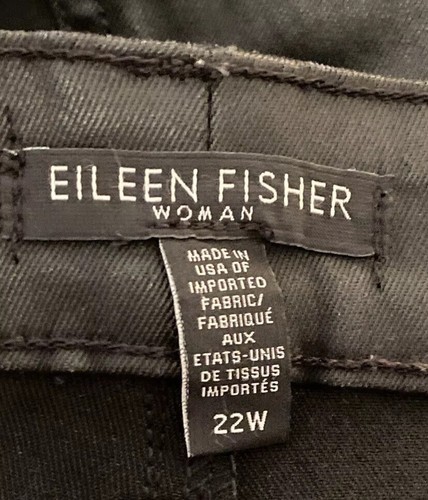 EILEEN FISHER
WOMAN
MADE IN
USA OF
IMPORTED
FABRIC/
FABRIQUÉ
AUX
ETATS-UNIS
DE TISSUS
IMPORTÉS
22W